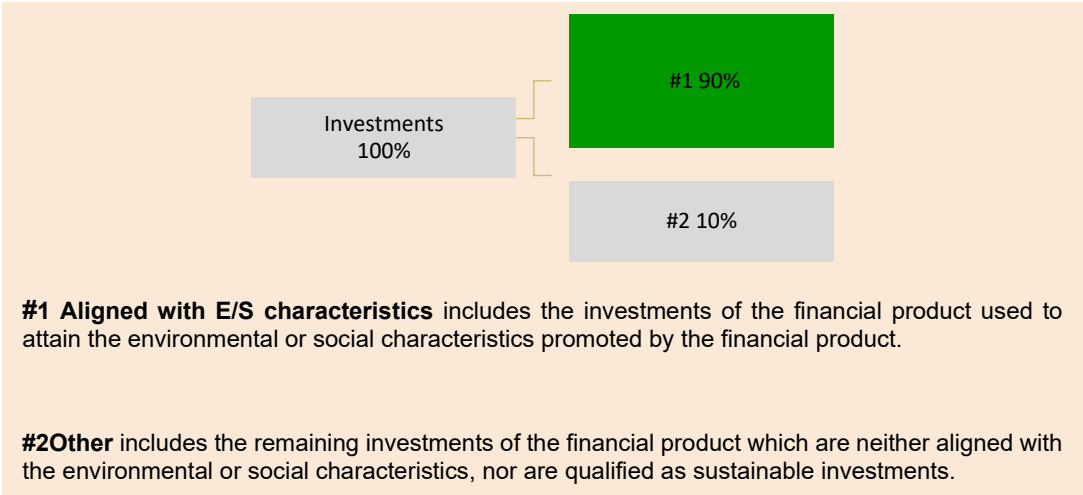 #1 90%
Investments
100%
#2 10%
#1 Aligned with E/S characteristics includes the investments of the financial product used to
attain the environmental or social characteristics promoted by the financial product.
#2Other includes the remaining investments of the financial product which are neither aligned with
the environmental or social characteristics, nor are qualified as sustainable investments.